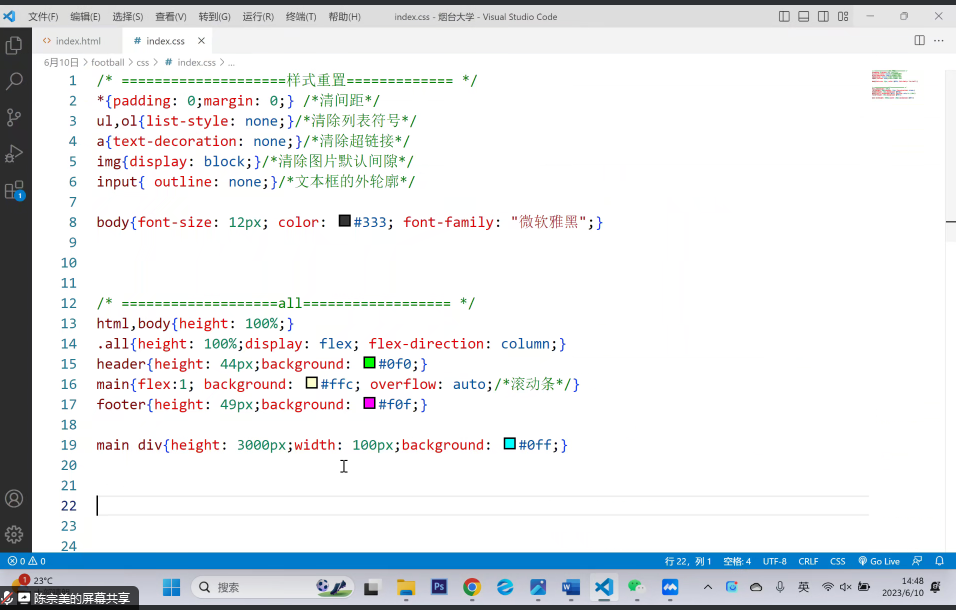 文件(F) 编辑(E) 选择(S) 查看(V) 转到(G) 运行(R) 终端(T) 帮助(H) index.css - 烟台大学 - Visual Studio Code
<> index.html # index.css ×
6月10日 > football > css > # index.css > ...
1 /* ====================样式重置============= */
2 *{padding: 0;margin: 0;} /*清间距*/
3 ul,ol{list-style: none;}/*清除列表符号*/
4 a{text-decoration: none;}/*清除超链接*/
5 img{display: block;}/*清除图片默认间隙*/
6 input{ outline: none;}/*文本框的外轮廓*/
7
8 body{font-size: 12px; color: #333; font-family: "微软雅黑";}
9
10
11
12 /* ===================all================== */
13 html,body{height: 100%;}
14 .all{height: 100%;display: flex; flex-direction: column;}
15 header{height: 44px;background: #0f0;}
16 main{flex:1; background: #ffc; overflow: auto;/*滚动条*/}
17 footer{height: 49px;background: #f0f;}
18
19 main div{height: 3000px;width: 100px;background: #0ff;}
20
21
22
23
24
1
0 0 行 22，列 1 空格: 4 UTF-8 CRLF CSS Go Live
1 23°C
搜索 Ps 英 14:48
2023/6/10
陈宗美的屏幕共享